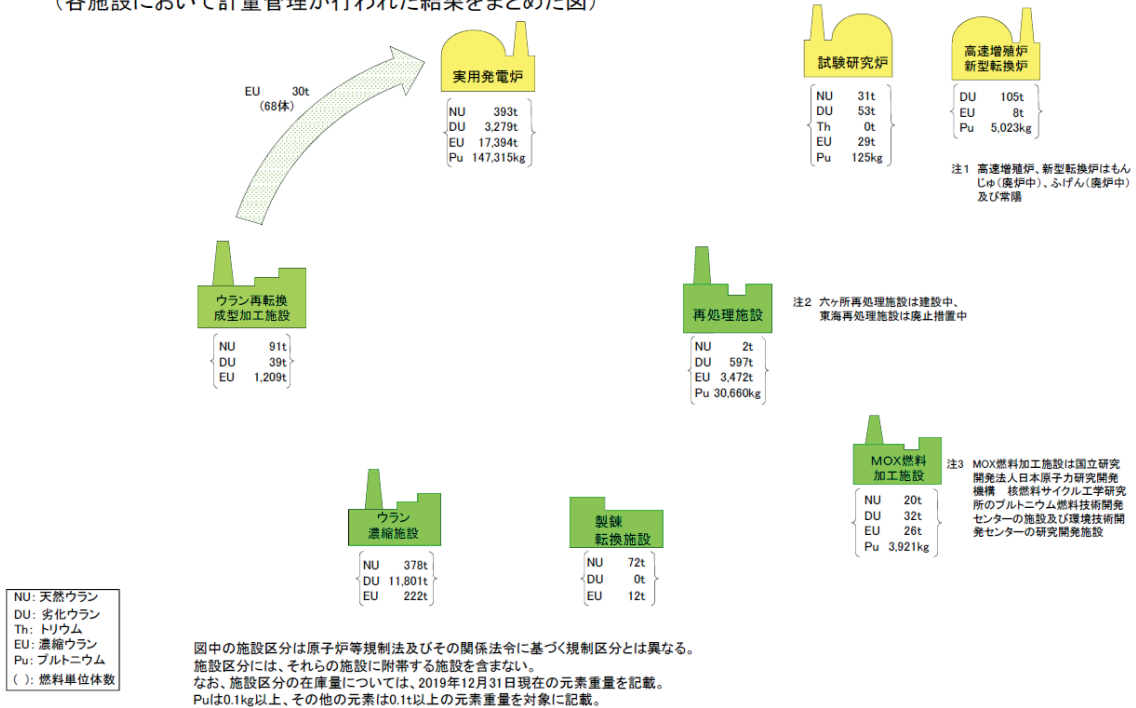 （各施設において計量管理が行われた結果をまとめた図）
EU 30t
(68体)
実用発電炉
NU 393t
DU 3,279t
EU 17,394t
Pu 147,315kg
試験研究炉
NU 31t
DU 53t
Th 0t
EU 29t
Pu 125kg
高速増殖炉
新型転換炉
DU 105t
EU 8t
Pu 5,023kg
注1 高速増殖炉、新型転換炉はもん
じゅ(廃炉中)、ふげん(廃炉中)
及び常陽
ウラン再転換
成型加工施設
NU 91t
DU 39t
EU 1,209t
再処理施設
NU 2t
DU 597t
EU 3,472t
Pu 30,660kg
注2 六ヶ所再処理施設は建設中、
東海再処理施設は廃止措置中
MOX燃料
加工施設
NU 20t
DU 32t
EU 26t
Pu 3,921kg
注3 MOX燃料加工施設は国立研究
開発法人日本原子力研究開発
機構 核燃料サイクル工学研究
所のプルトニウム燃料技術開発
センターの施設及び環境技術開
発センターの研究開発施設
ウラン
濃縮施設
NU 378t
DU 11,801t
EU 222t
製錬
転換施設
NU 72t
DU 0t
EU 12t
NU: 天然ウラン
DU: 劣化ウラン
Th: トリウム
EU: 濃縮ウラン
Pu: プルトニウム
( ): 燃料単位体数
図中の施設区分は原子炉等規制法及びその関係法令に基づく規制区分とは異なる。
施設区分には、それらの施設に附帯する施設を含まない。
なお、施設区分の在庫量については、2019年12月31日現在の元素重量を記載。
Puは0.1kg以上、その他の元素は0.1t以上の元素重量を対象に記載。